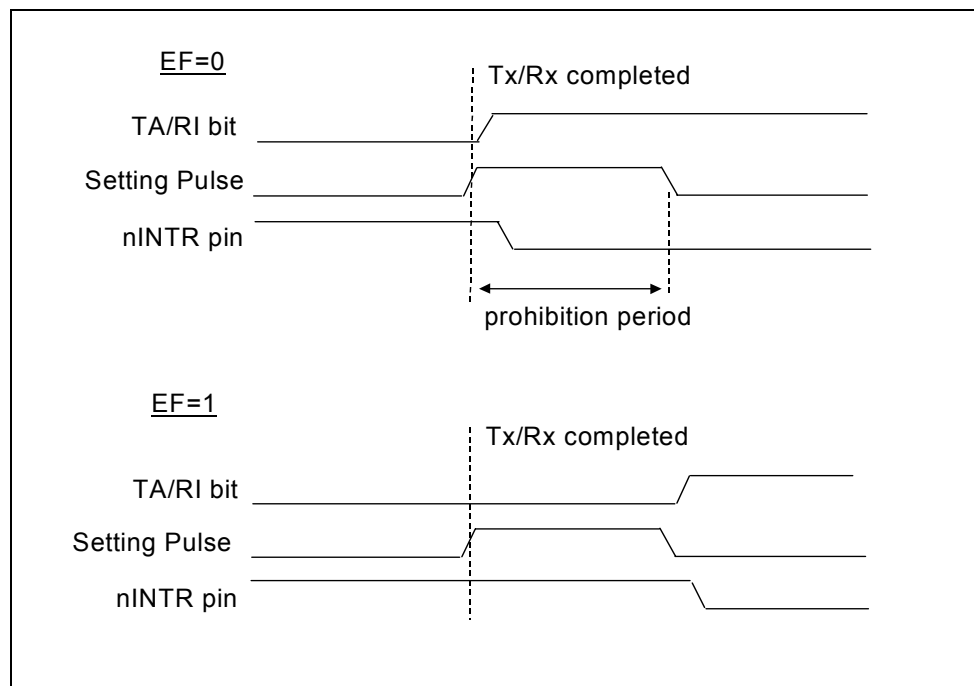 EF=0
Tx/Rx completed
TA/RI bit
Setting Pulse
nINTR pin
prohibition period
EF=1
Tx/Rx completed
TA/RI bit
Setting Pulse
nINTR pin